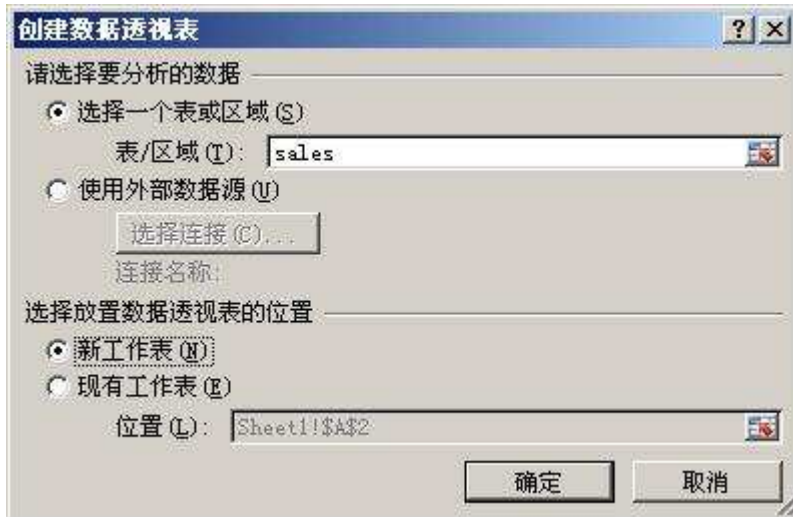 创建数据透视表
请选择要分析的数据
选择一个表或区域(S)
表/区域(T): sales
使用外部数据源(U)
选择连接(C)...
连接名称:
选择放置数据透视表的位置
新工作表(N)
现有工作表(E)
位置(L): Sheet1!$A$2
确定 取消